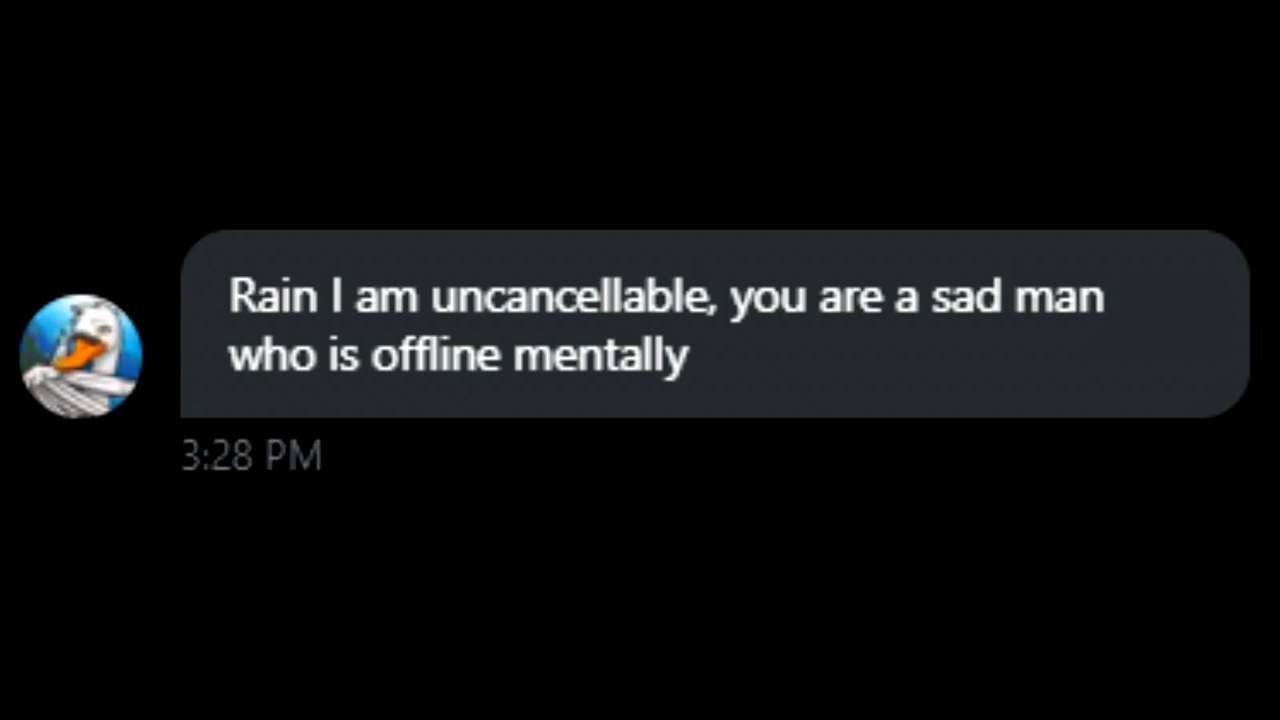 Rain I am uncancellable, you are a sad man
who is offline mentally
3:28 PM